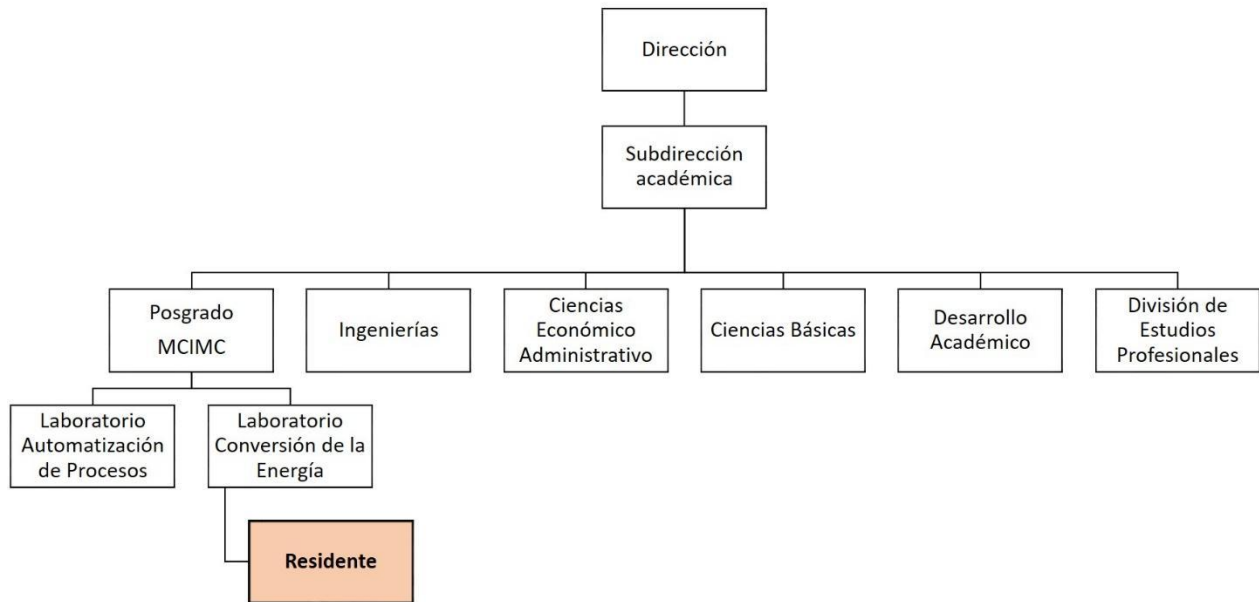 Dirección
Subdirección
académica
Posgrado
MCIMC
Ingenierías
Ciencias
Económico
Administrativo
Ciencias Básicas
Desarrollo
Académico
División de
Estudios
Profesionales
Laboratorio
Automatización
de Procesos
Laboratorio
Conversión de la
Energía
Residente